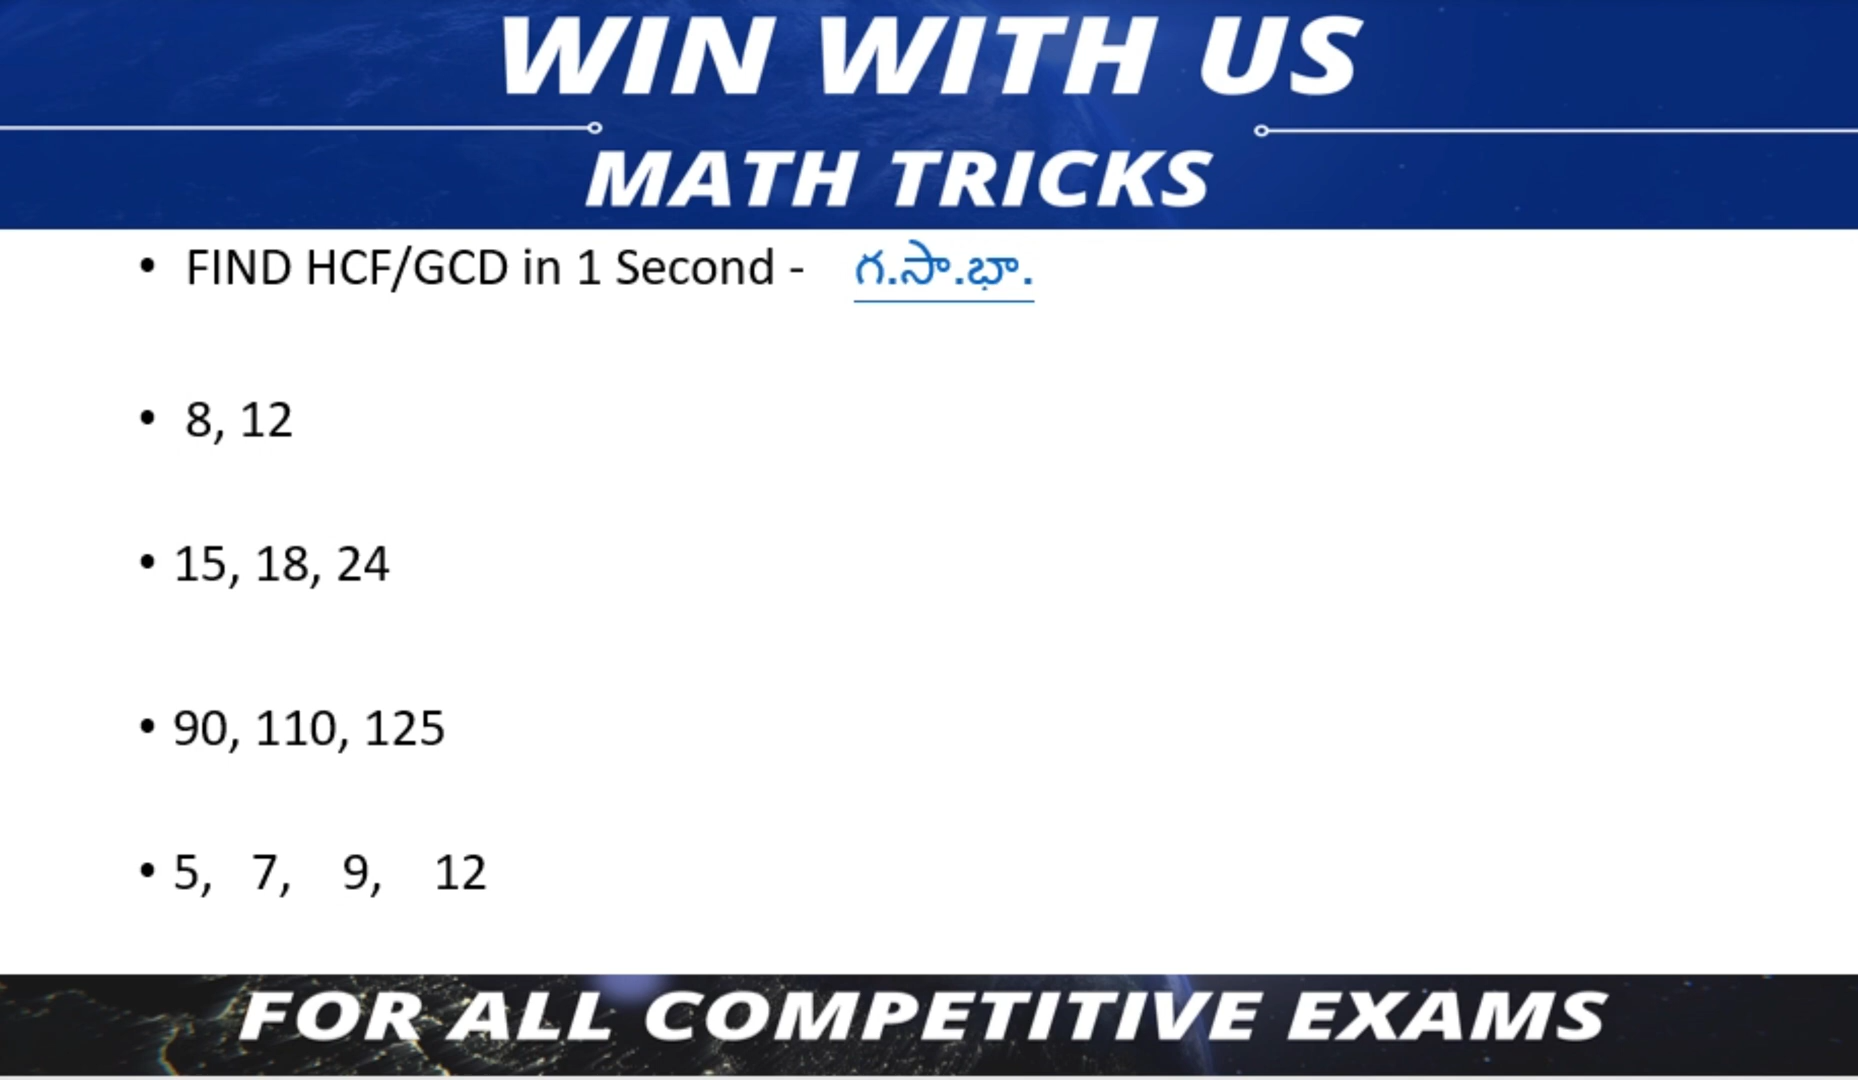 WIN WITH US
MATH TRICKS
• FIND HCF/GCD in 1 Second - గ.సా.భా.
• 8, 12
• 15, 18, 24
• 90, 110, 125
• 5, 7, 9, 12
FOR ALL COMPETITIVE EXAMS